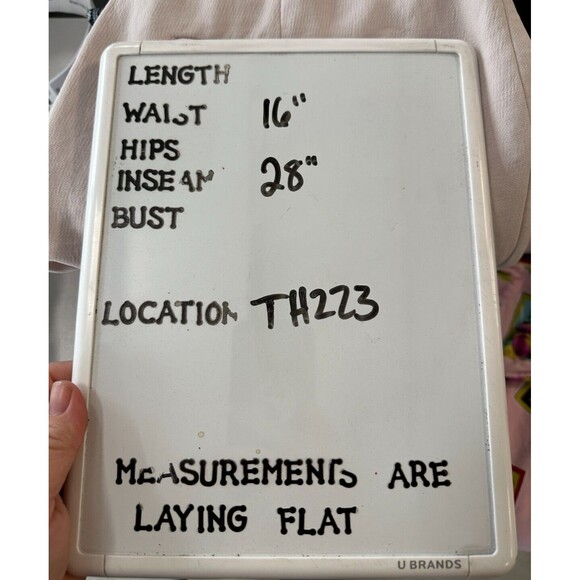 LENGTH
WAIST 16"
HIPS
INSEAM 28"
BUST
LOCATION TH223
MEASUREMENTS ARE
LAYING FLAT
U BRANDS